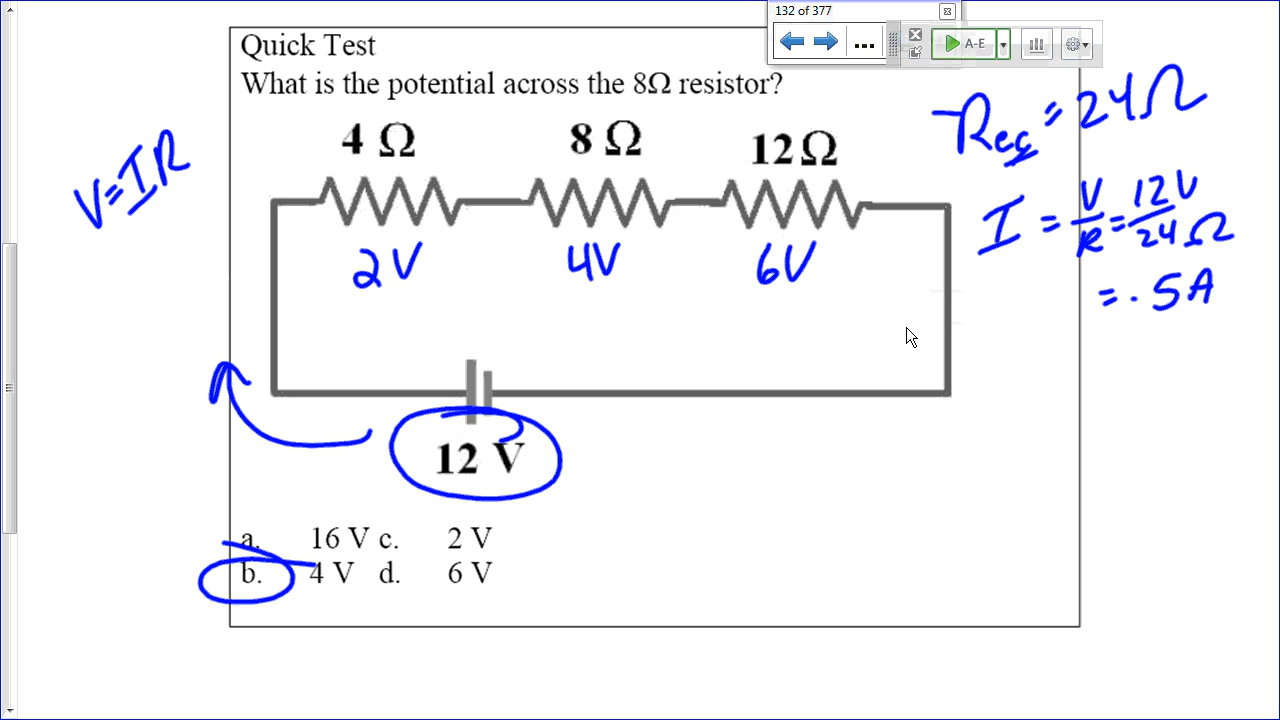 132 of 377
A-E
Quick Test
What is the potential across the 8Ω resistor?
4 Ω 8 Ω 12Ω
V=IR
Req = 24Ω
I = V/R = 12V/24Ω
= .5A
2V 4V 6V
12 V
a. 16 V c. 2 V
b. 4 V d. 6 V